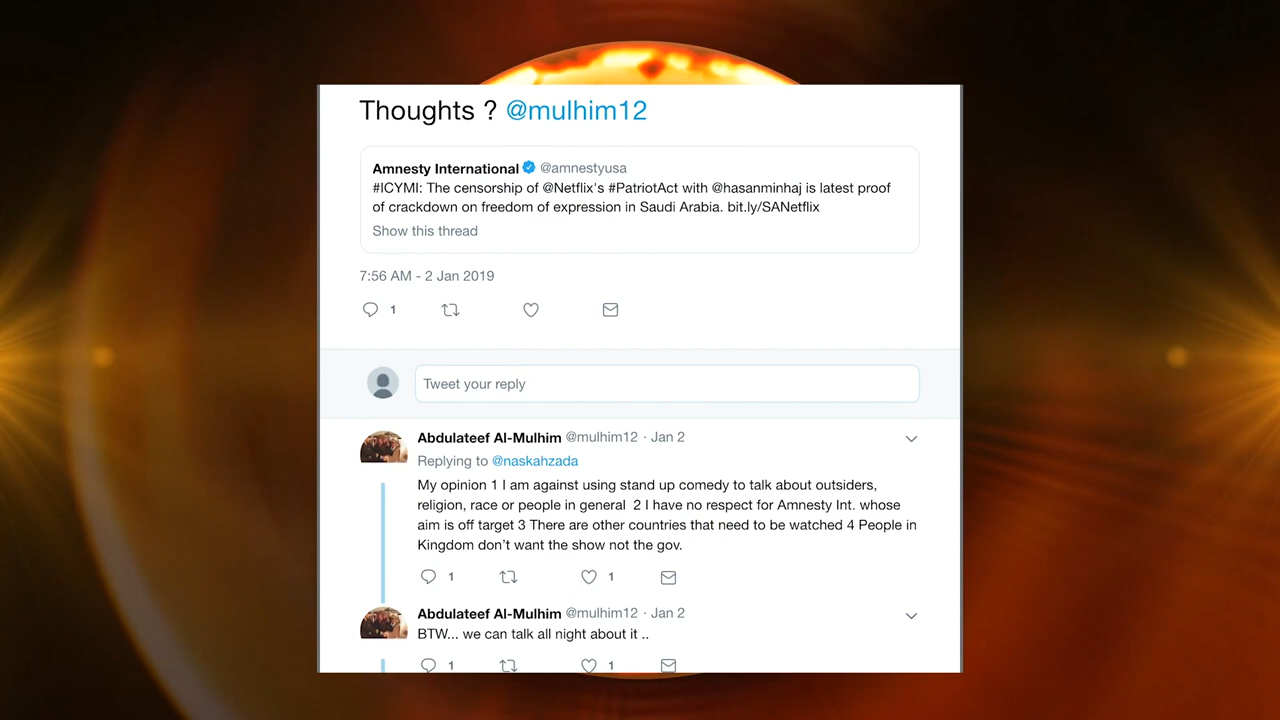 Thoughts ? @mulhim12
Amnesty International @amnestyusa
#ICYMI: The censorship of @Netflix's #PatriotAct with @hasanminhaj is latest proof
of crackdown on freedom of expression in Saudi Arabia. bit.ly/SANetflix
Show this thread
7:56 AM - 2 Jan 2019
1
Tweet your reply
Abdulateef Al-Mulhim @mulhim12 · Jan 2
Replying to @naskahzada
My opinion 1 I am against using stand up comedy to talk about outsiders,
religion, race or people in general 2 I have no respect for Amnesty Int. whose
aim is off target 3 There are other countries that need to be watched 4 People in
Kingdom don't want the show not the gov.
1 1
Abdulateef Al-Mulhim @mulhim12 · Jan 2
BTW... we can talk all night about it ..
1 1